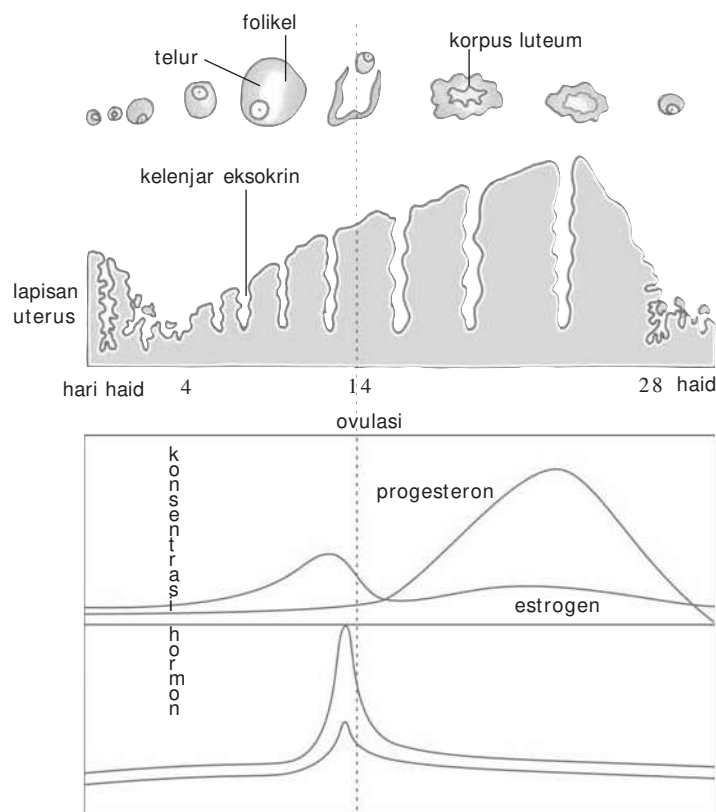 folikel
telur
korpus luteum
kelenjar eksokrin
lapisan
uterus
hari haid
4
14
28
haid
ovulasi
konsentrasi
hormon
progesteron
estrogen